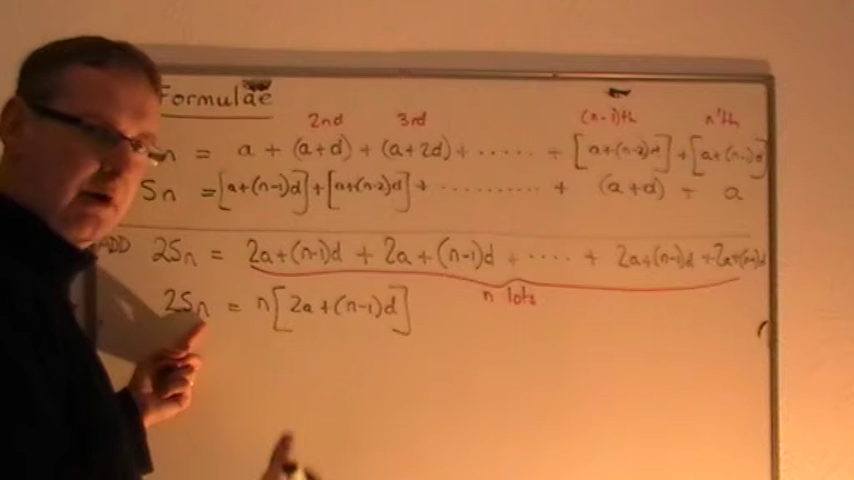 Formulae
2nd 3rd (n-1)th n'th
n = a + (a+d) + (a+2d) + ...... + [a+(n-2)d] + [a+(n-1)d]
Sn = [a+(n-1)d] + [a+(n-2)d] + .......... + (a+d) + a
ADD 2Sn = 2a+(n-1)d + 2a+(n-1)d + .... + 2a+(n-1)d + 2a+(n-1)d
n lots
2Sn = n[2a+(n-1)d]